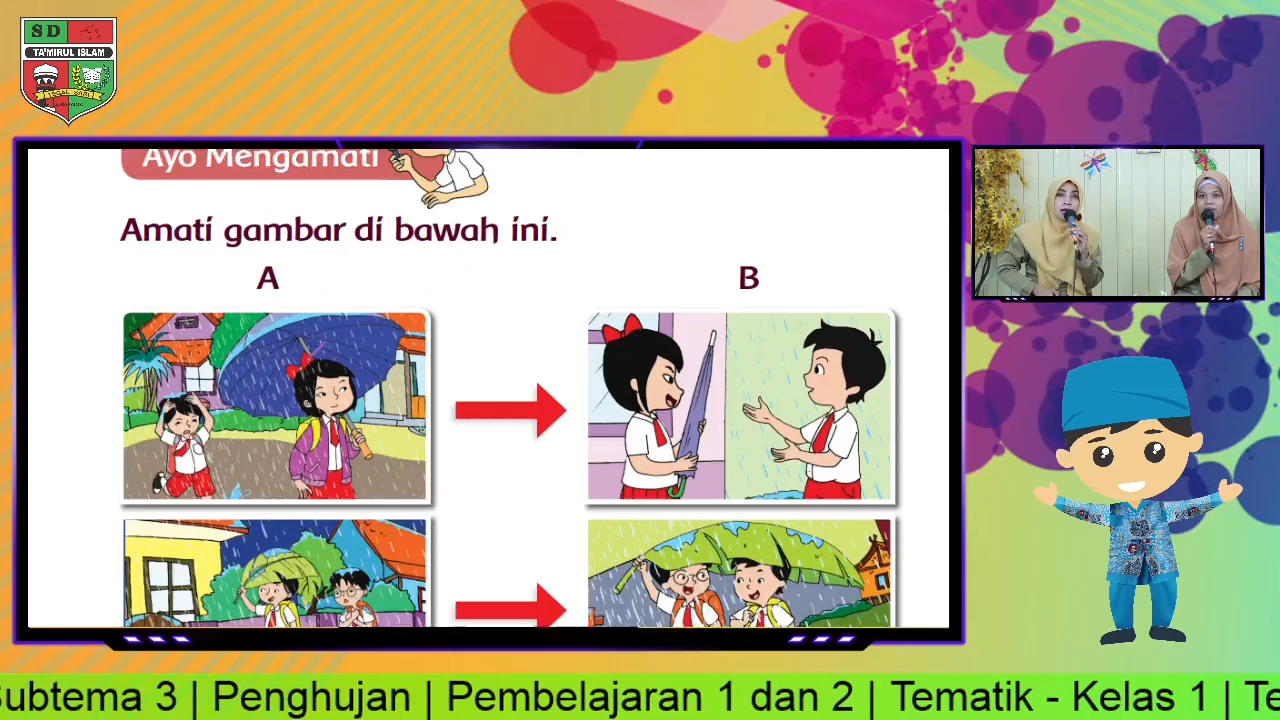 SD
TA'MIRUL ISLAM
Ayo Mengamati
Amati gambar di bawah ini.
A
B
Subtema 3 | Penghujan | Pembelajaran 1 dan 2 | Tematik - Kelas 1 | Te